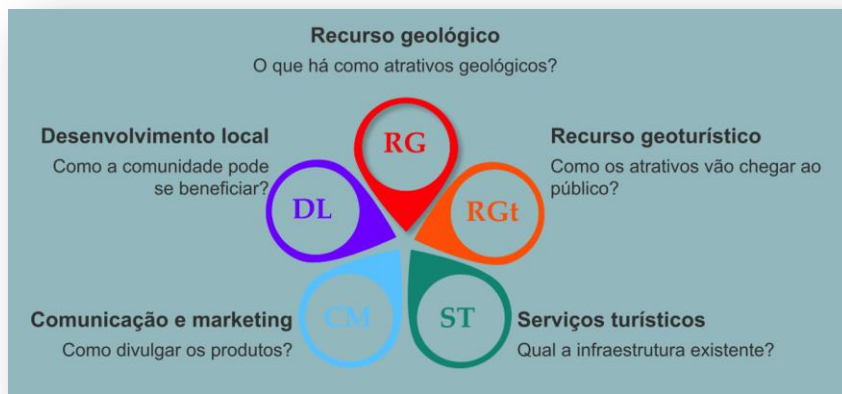 Recurso geológico
O que há como atrativos geológicos?
RG
Desenvolvimento local
Como a comunidade pode
se beneficiar?
DL
Recurso geoturístico
Como os atrativos vão chegar ao
público?
RGt
Comunicação e marketing
Como divulgar os produtos?
CM
ST
Serviços turísticos
Qual a infraestrutura existente?